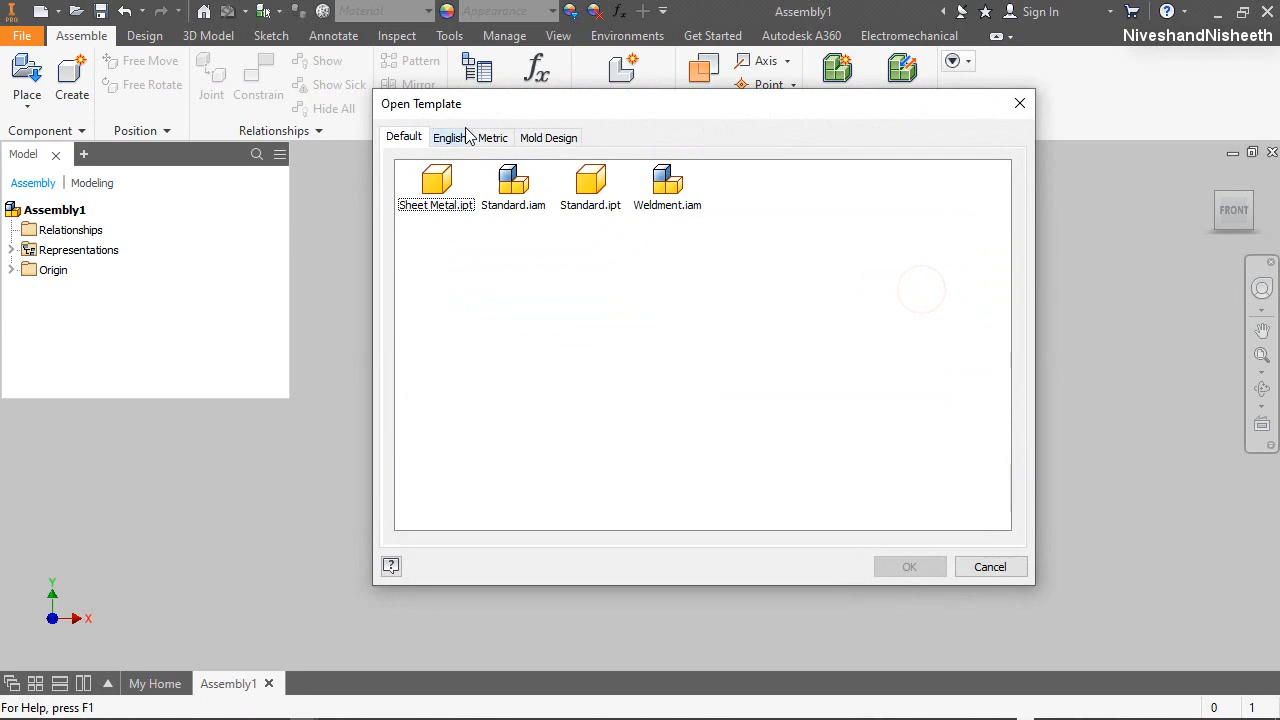 PRO
Material
Appearance
Assembly1
Sign In
NiveshandNisheeth
File
Assemble
Design
3D Model
Sketch
Annotate
Inspect
Tools
Manage
View
Environments
Get Started
Autodesk A360
Electromechanical
Place
Create
Free Move
Free Rotate
Joint
Constrain
Show
Show Sick
Hide All
Pattern
Mirror
fx
Axis
Point
Component
Position
Relationships
Open Template
Default
English
Metric
Mold Design
Sheet Metal.ipt
Standard.iam
Standard.ipt
Weldment.iam
OK
Cancel
Model
Assembly
Modeling
Assembly1
Relationships
Representations
Origin
FRONT
Y
X
My Home
Assembly1
For Help, press F1
0
1